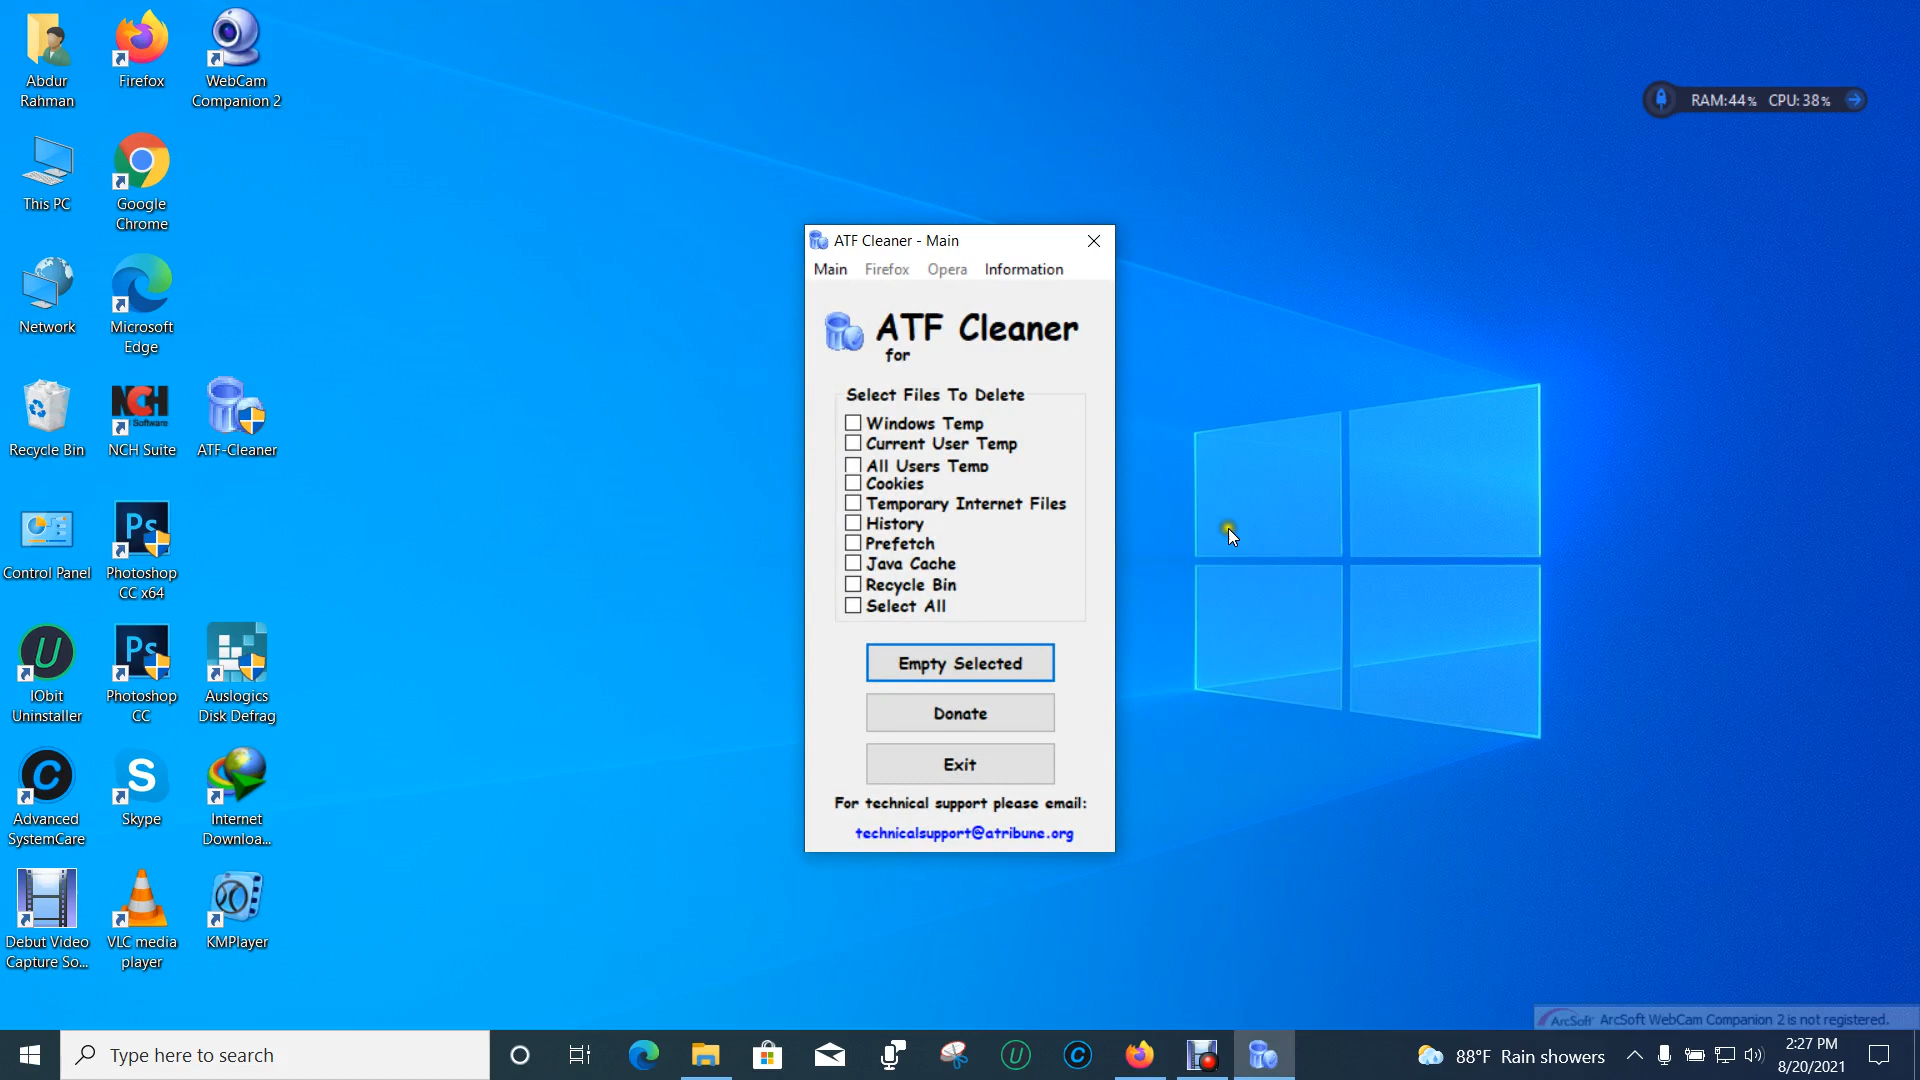 Abdur
Rahman
Firefox
WebCam
Companion 2
This PC
Google
Chrome
Network
Microsoft
Edge
Recycle Bin
NCH
Software
NCH Suite
ATF-Cleaner
Control Panel
Ps
Photoshop
CC x64
IObit
Uninstaller
Ps
Photoshop
CC
Auslogics
Disk Defrag
Advanced
SystemCare
Skype
Internet
Downloa...
Debut Video
Capture So...
VLC media
player
KMPlayer
RAM:44% CPU:38%
ATF Cleaner - Main
Main Firefox Opera Information
ATF Cleaner
for
Select Files To Delete
Windows Temp
Current User Temp
All Users Temp
Cookies
Temporary Internet Files
History
Prefetch
Java Cache
Recycle Bin
Select All
Empty Selected
Donate
Exit
For technical support please email:
technicalsupport@atribune.org
ArcSoft ArcSoft WebCam Companion 2 is not registered.
Type here to search
88°F Rain showers
2:27 PM
8/20/2021